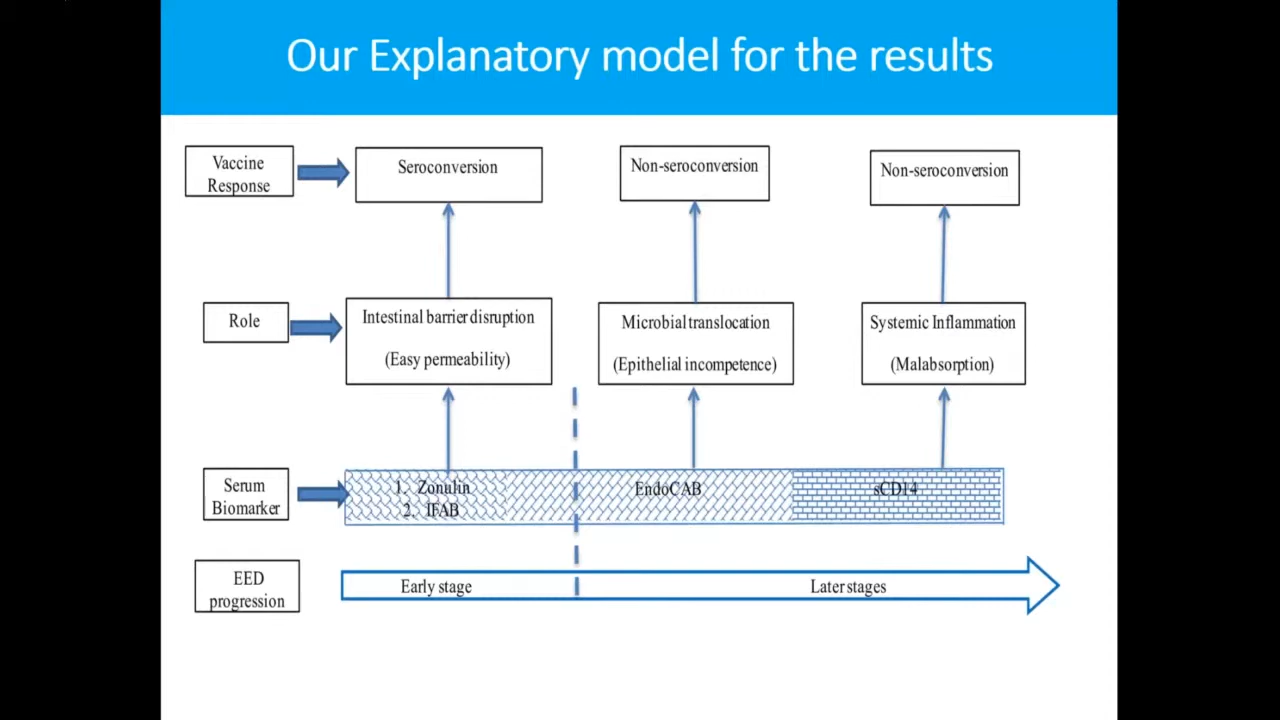 Our Explanatory model for the results
Vaccine
Response
Seroconversion
Non-seroconversion
Non-seroconversion
Role
Intestinal barrier disruption
(Easy permeability)
Microbial translocation
(Epithelial incompetence)
Systemic Inflammation
(Malabsorption)
Serum
Biomarker
1. Zonulin
2. IFAB
EndoCAB
sCD14
EED
progression
Early stage
Later stages